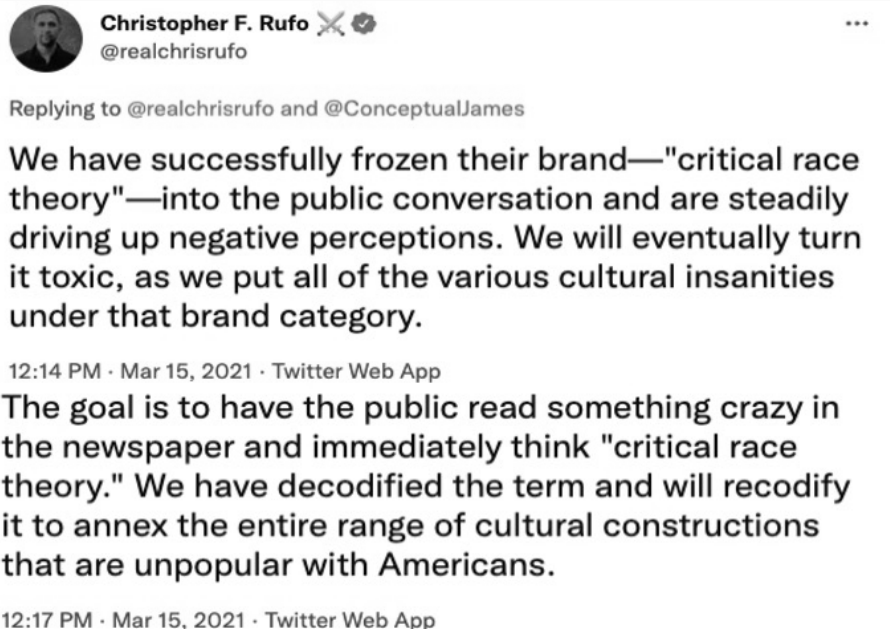 Christopher F. Rufo
@realchrisrufo
Replying to @realchrisrufo and @ConceptualJames
We have successfully frozen their brand—"critical race
theory"—into the public conversation and are steadily
driving up negative perceptions. We will eventually turn
it toxic, as we put all of the various cultural insanities
under that brand category.
12:14 PM · Mar 15, 2021 · Twitter Web App
The goal is to have the public read something crazy in
the newspaper and immediately think "critical race
theory." We have decodified the term and will recodify
it to annex the entire range of cultural constructions
that are unpopular with Americans.
12:17 PM · Mar 15, 2021 · Twitter Web App